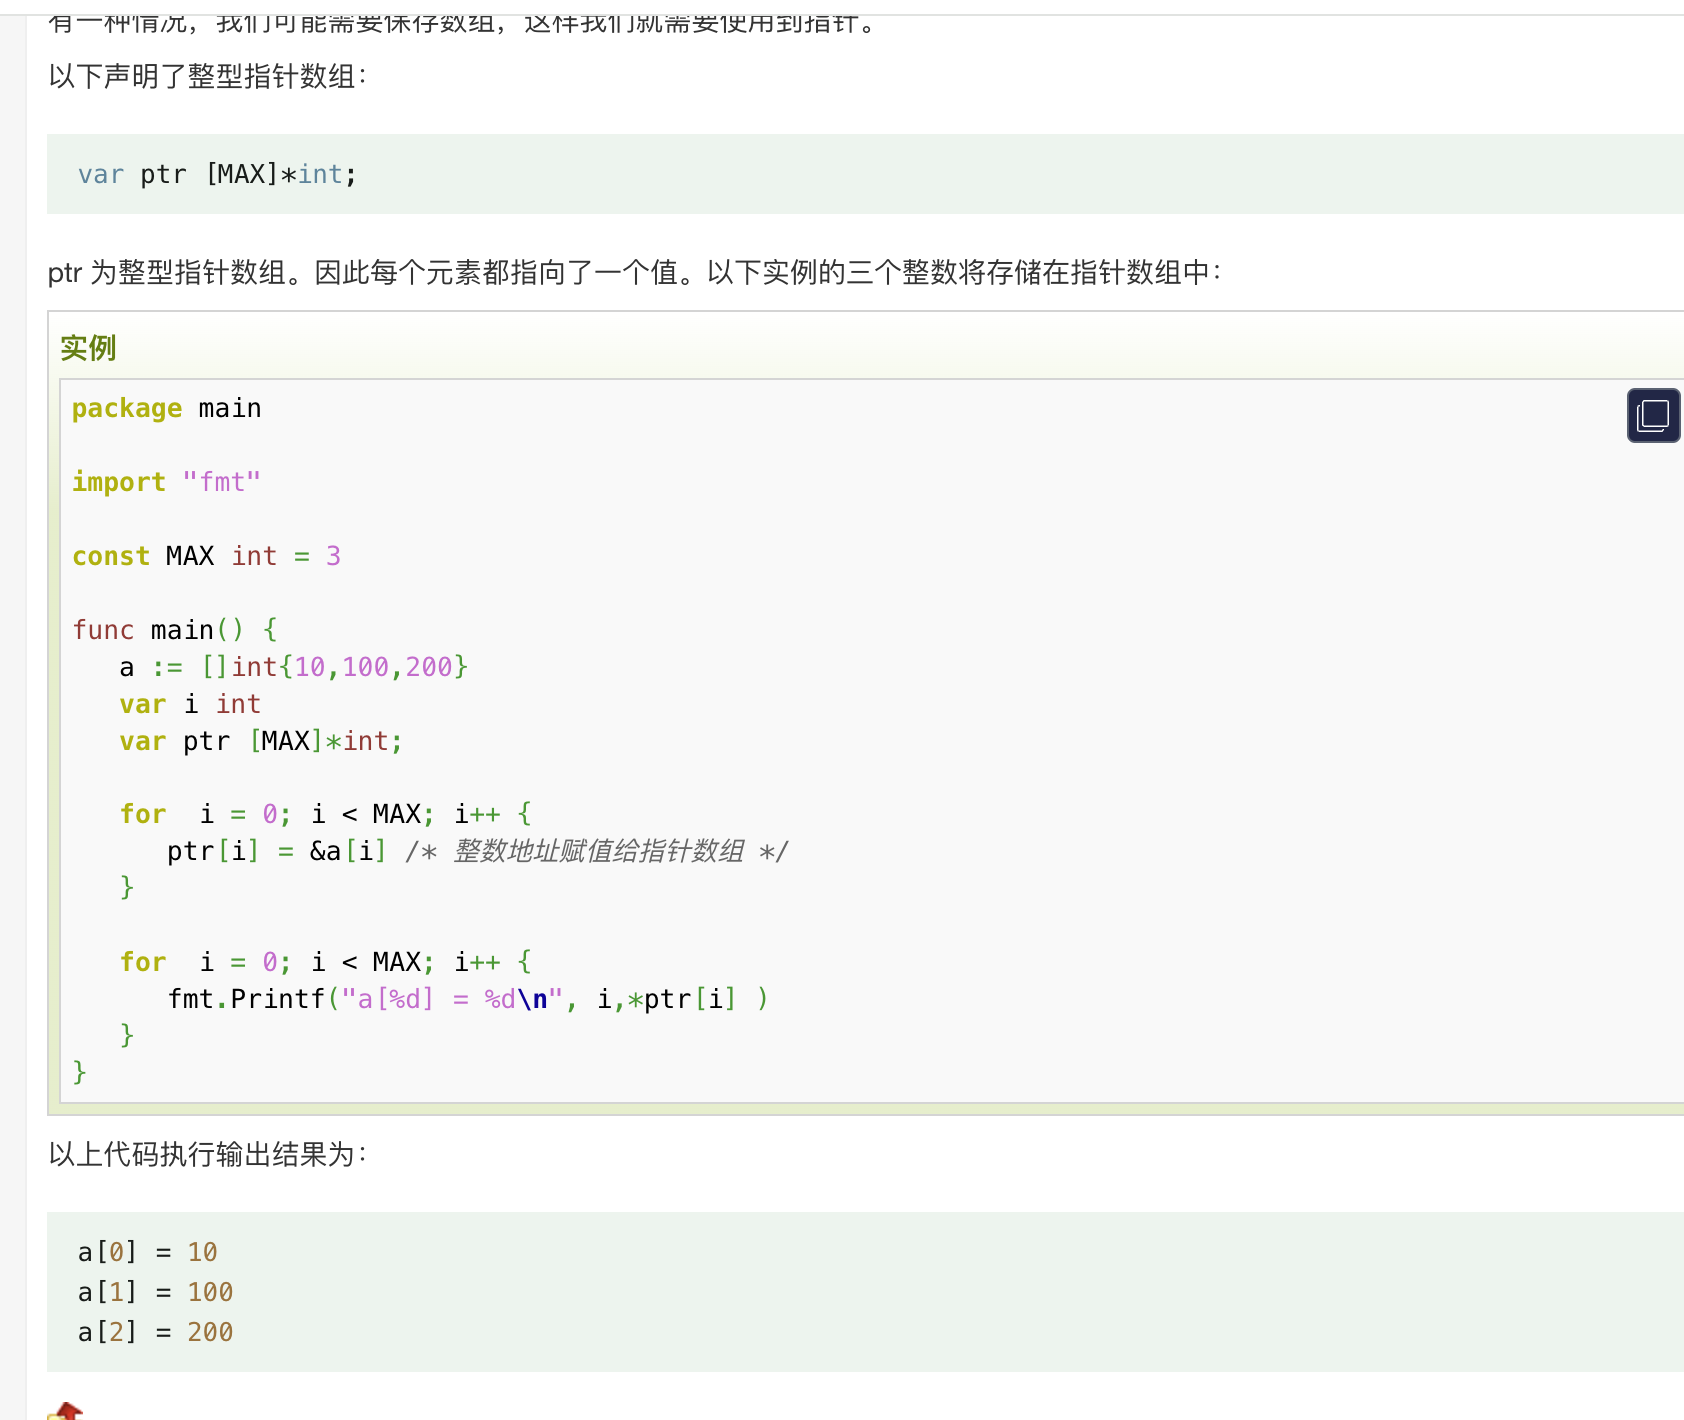 有一种情况，我们可能需要保存数组，这样我们就需要使用到指针。
以下声明了整型指针数组：
var ptr [MAX]*int;
ptr 为整型指针数组。因此每个元素都指向了一个值。以下实例的三个整数将存储在指针数组中：
实例
package main
import "fmt"
const MAX int = 3
func main() {
   a := []int{10,100,200}
   var i int
   var ptr [MAX]*int;
   for  i = 0; i < MAX; i++ {
      ptr[i] = &a[i] /* 整数地址赋值给指针数组 */
   }
   for  i = 0; i < MAX; i++ {
      fmt.Printf("a[%d] = %d\n", i,*ptr[i] )
   }
}
以上代码执行输出结果为：
a[0] = 10
a[1] = 100
a[2] = 200